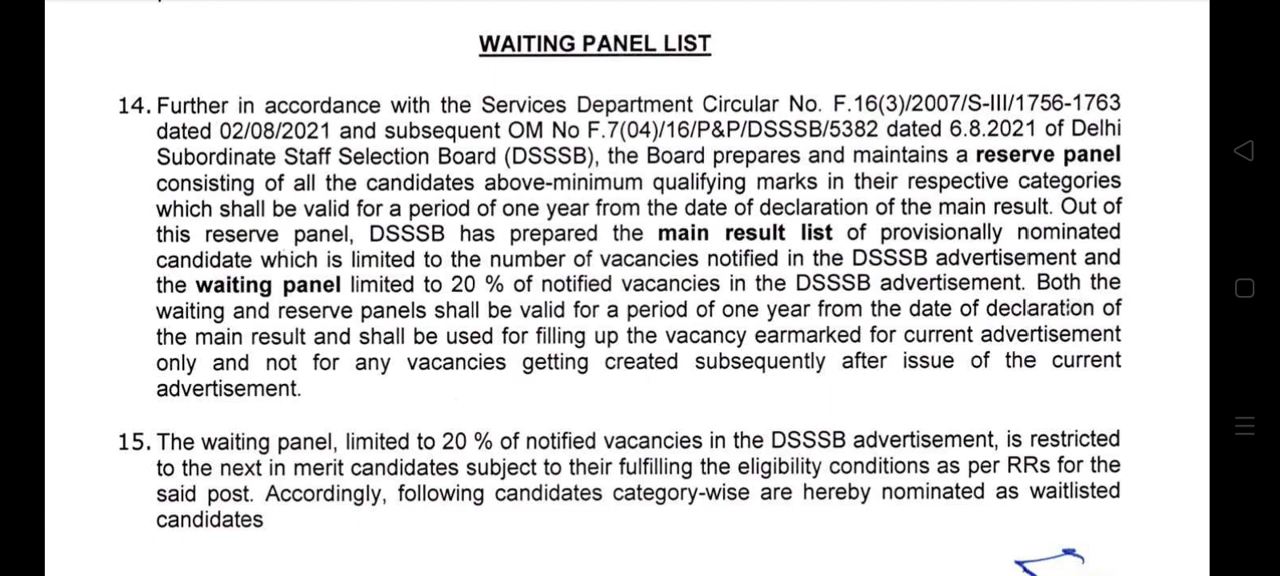 WAITING PANEL LIST
14. Further in accordance with the Services Department Circular No. F.16(3)/2007/S-III/1756-1763
dated 02/08/2021 and subsequent OM No F.7(04)/16/P&P/DSSSB/5382 dated 6.8.2021 of Delhi
Subordinate Staff Selection Board (DSSSB), the Board prepares and maintains a reserve panel
consisting of all the candidates above-minimum qualifying marks in their respective categories
which shall be valid for a period of one year from the date of declaration of the main result. Out of
this reserve panel, DSSSB has prepared the main result list of provisionally nominated
candidate which is limited to the number of vacancies notified in the DSSSB advertisement and
the waiting panel limited to 20 % of notified vacancies in the DSSSB advertisement. Both the
waiting and reserve panels shall be valid for a period of one year from the date of declaration of
the main result and shall be used for filling up the vacancy earmarked for current advertisement
only and not for any vacancies getting created subsequently after issue of the current
advertisement.
15. The waiting panel, limited to 20 % of notified vacancies in the DSSSB advertisement, is restricted
to the next in merit candidates subject to their fulfilling the eligibility conditions as per RRs for the
said post. Accordingly, following candidates category-wise are hereby nominated as waitlisted
candidates